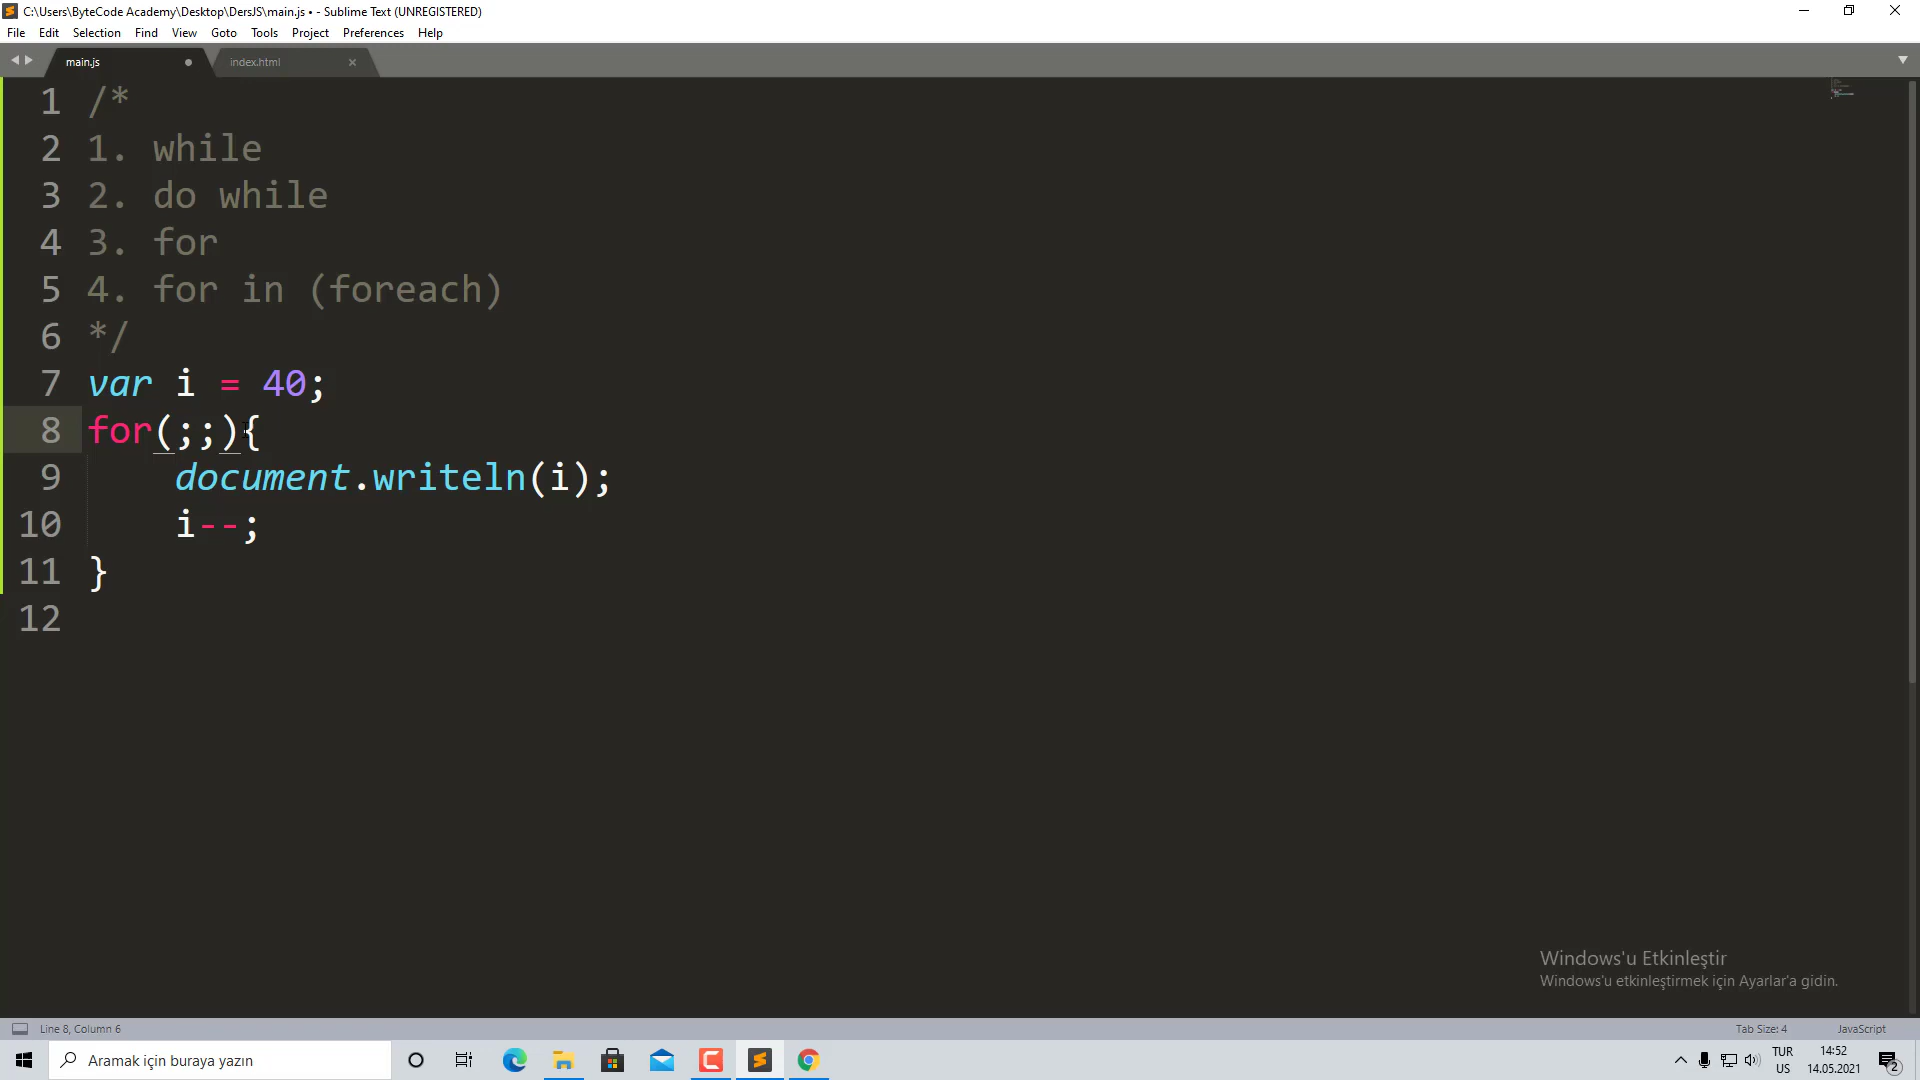 C:\Users\ByteCode Academy\Desktop\DersJS\main.js • - Sublime Text (UNREGISTERED)
File Edit Selection Find View Goto Tools Project Preferences Help
main.js index.html
1 /*
2 1. while
3 2. do while
4 3. for
5 4. for in (foreach)
6 */
7 var i = 40;
8 for(;;){
9 document.writeln(i);
10 i--;
11 }
12
Windows'u Etkinleştir
Windows'u etkinleştirmek için Ayarlar'a gidin.
Line 8, Column 6 Tab Size: 4 JavaScript
Aramak için buraya yazın
TUR 14:52
US 14.05.2021 2